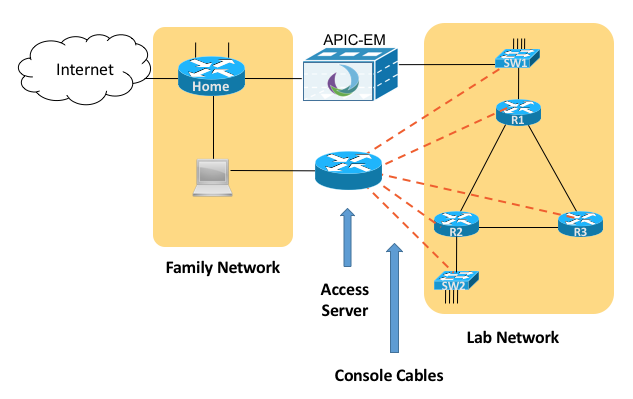 APIC-EM
Internet
Home
SW1
R1
R2
R3
SW2
Family Network
Access
Server
Lab Network
Console Cables